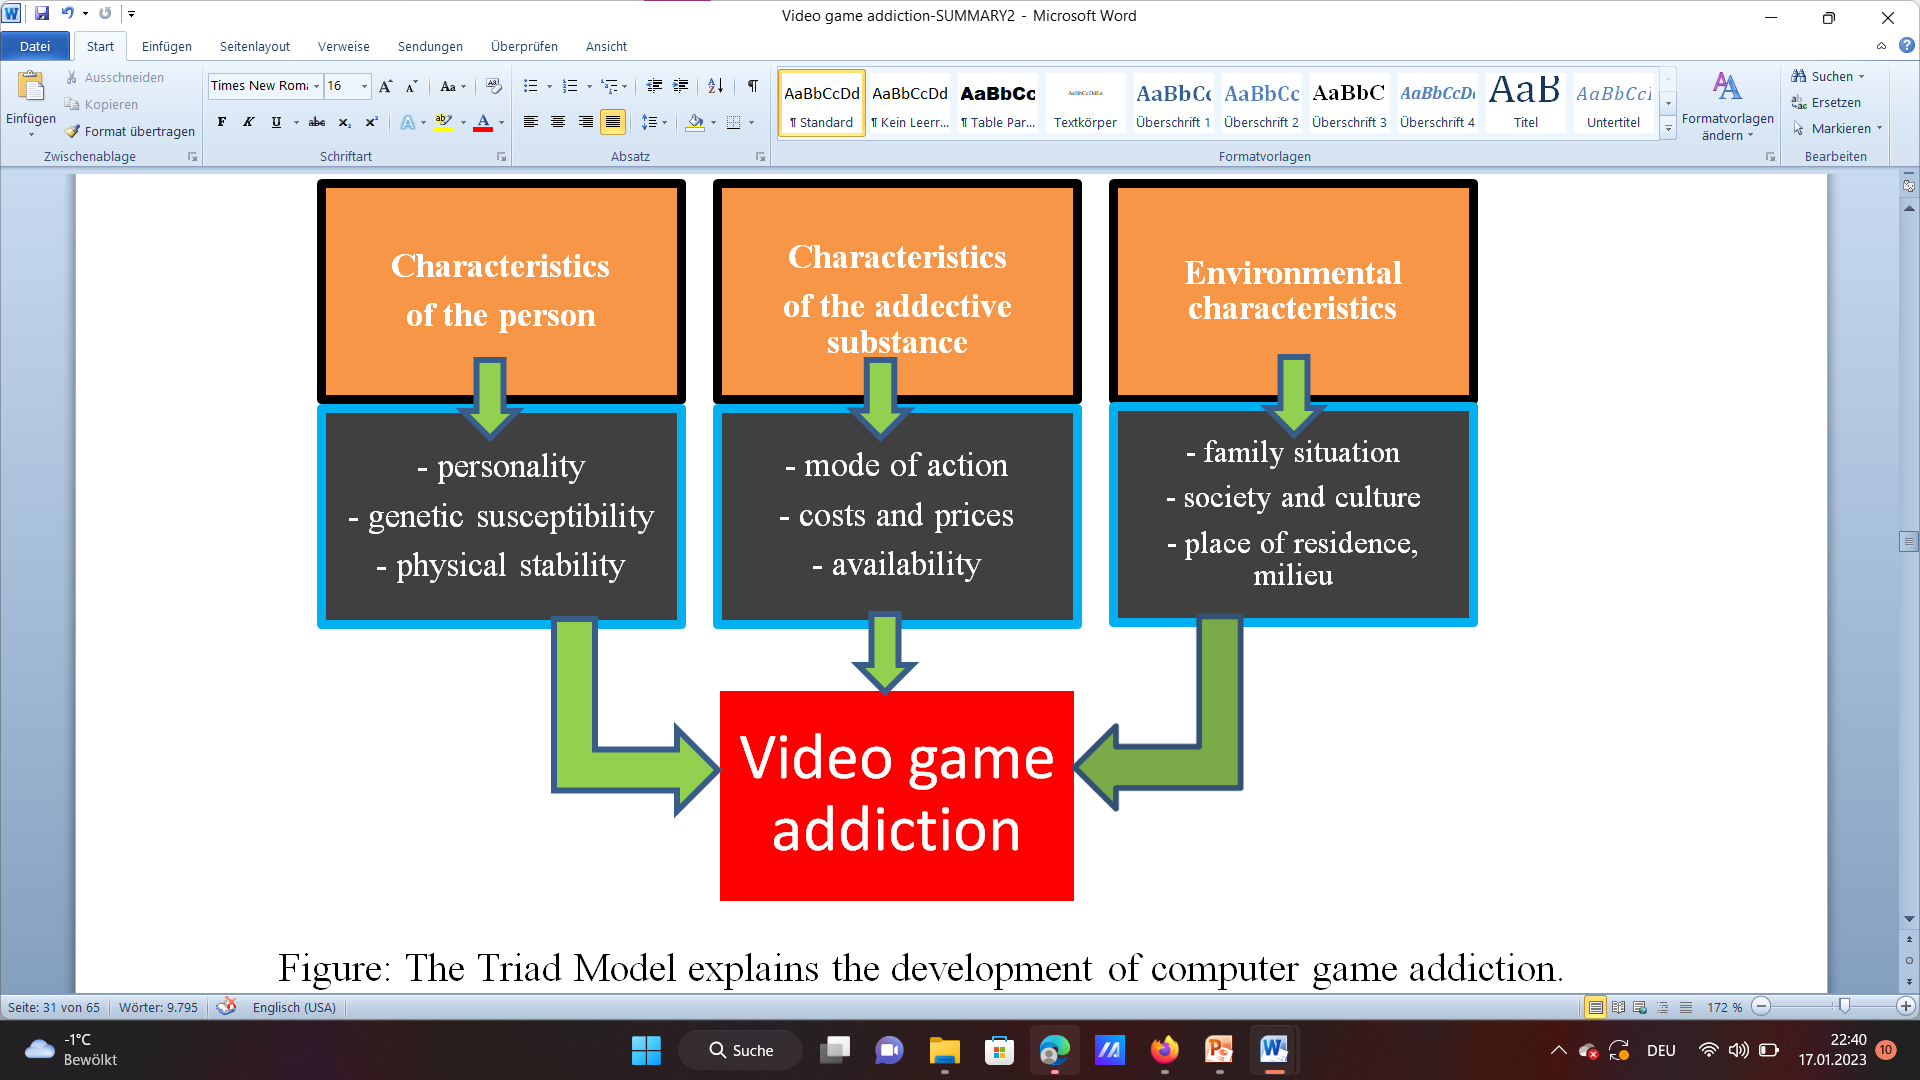 Video game addiction-SUMMARY2 - Microsoft Word
Datei Start Einfügen Seitenlayout Verweise Sendungen Überprüfen Ansicht
Einfügen
Ausschneiden
Kopieren
Format übertragen
Zwischenablage
Times New Roma 16
Schriftart
Absatz
AaBbCcDd
¶ Standard
AaBbCcDd
¶ Kein Leerr...
AaBbCc
¶ Table Par...
AaBbCcDdEe
Textkörper
AaBbCc
Überschrift 1
AaBbCc
Überschrift 2
AaBbC
Überschrift 3
AaBbCcDc
Überschrift 4
AaB
Titel
AaBbCcI
Untertitel
Formatvorlagen
Formatvorlagen
ändern
Suchen
Ersetzen
Markieren
Bearbeiten
Characteristics
of the person
Characteristics
of the addective
substance
Environmental
characteristics
- personality
- genetic susceptibility
- physical stability
- mode of action
- costs and prices
- availability
- family situation
- society and culture
- place of residence,
milieu
Video game
addiction
Figure: The Triad Model explains the development of computer game addiction.
Seite: 31 von 65 Wörter: 9.795 Englisch (USA) 172 %
-1°C
Bewölkt
Suche
DEU
22:40
17.01.2023
10